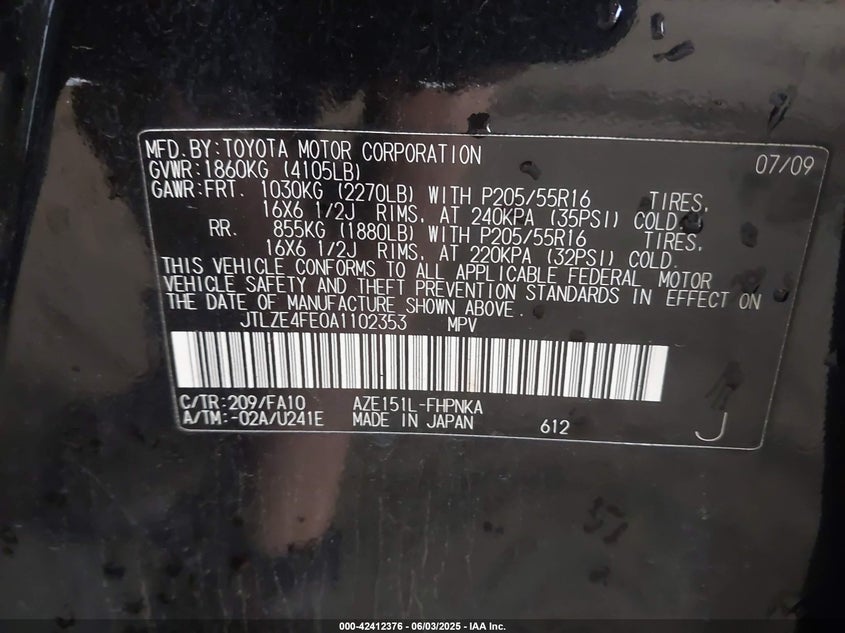 MFD. BY: TOYOTA MOTOR CORPORATION 07/09
GVWR: 1860KG (4105LB)
GAWR: FRT. 1030KG (2270LB) WITH P205/55R16 TIRES,
16X6 1/2J RIMS, AT 240KPA (35PSI) COLD.
RR. 855KG (1880LB) WITH P205/55R16 TIRES,
16X6 1/2J RIMS, AT 220KPA (32PSI) COLD.
THIS VEHICLE CONFORMS TO ALL APPLICABLE FEDERAL MOTOR
VEHICLE SAFETY AND THEFT PREVENTION STANDARDS IN EFFECT ON
THE DATE OF MANUFACTURE SHOWN ABOVE.
JTLZE4FE0A1102353 MPV
C/TR: 209/FA10 AZE151L-FHPNKA
A/TM: -02A/U241E MADE IN JAPAN 612 J
000-42412376 - 06/03/2025 - IAA Inc.